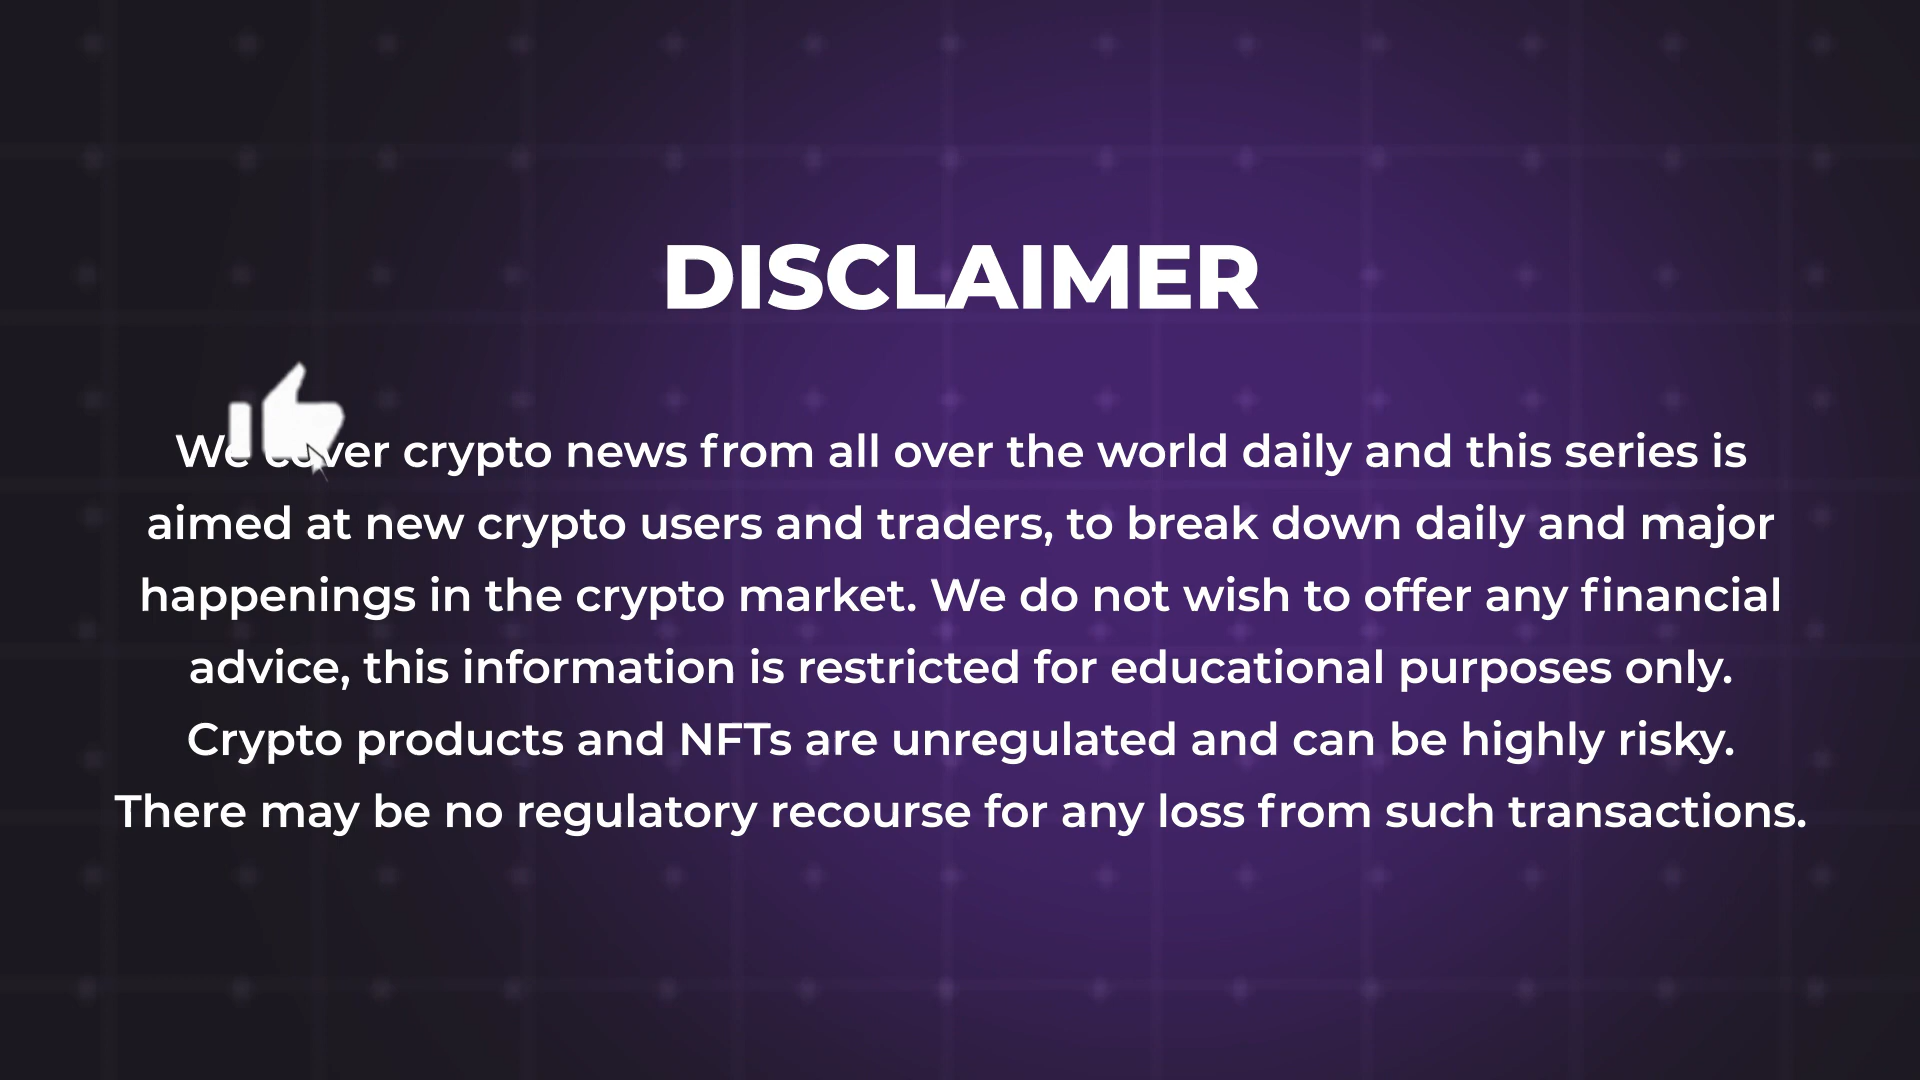 DISCLAIMER
We cover crypto news from all over the world daily and this series is
aimed at new crypto users and traders, to break down daily and major
happenings in the crypto market. We do not wish to offer any financial
advice, this information is restricted for educational purposes only.
Crypto products and NFTs are unregulated and can be highly risky.
There may be no regulatory recourse for any loss from such transactions.